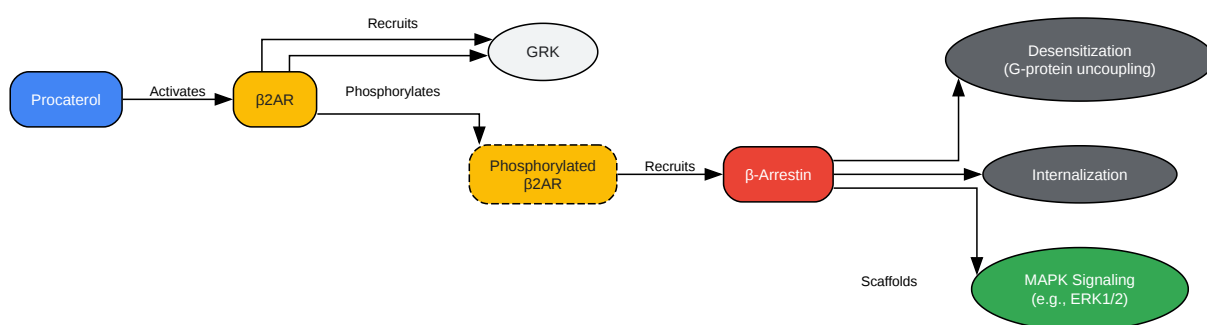 Procaterol
Activates
β2AR
Recruits
GRK
Phosphorylates
Phosphorylated
β2AR
Recruits
β-Arrestin
Desensitization
(G-protein uncoupling)
Internalization
Scaffolds
MAPK Signaling
(e.g., ERK1/2)